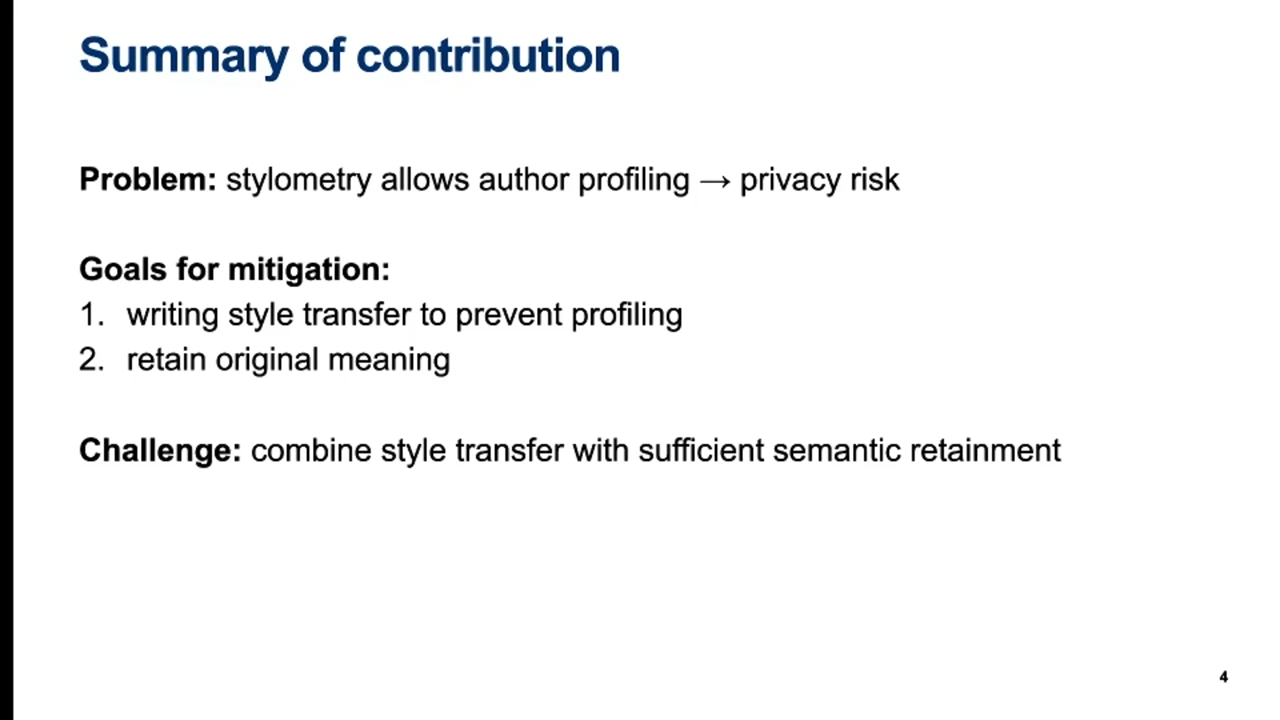 Summary of contribution
Problem: stylometry allows author profiling → privacy risk
Goals for mitigation:
1. writing style transfer to prevent profiling
2. retain original meaning
Challenge: combine style transfer with sufficient semantic retainment
4